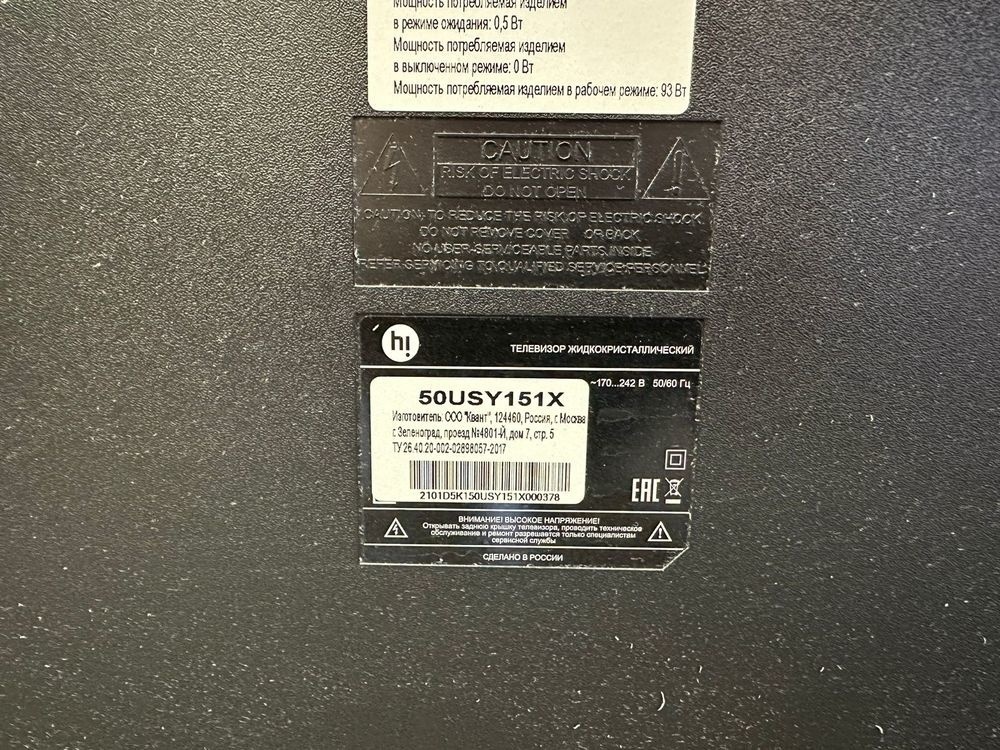 Мощность потребляемая изделием
в режиме ожидания: 0,5 Вт
Мощность потребляемая изделием
в выключенном режиме: 0 Вт
Мощность потребляемая изделием в рабочем режиме: 93 Вт
CAUTION
RISK OF ELECTRIC SHOCK
DO NOT OPEN
CAUTION: TO REDUCE THE RISK OF ELECTRIC SHOCK
DO NOT REMOVE COVER OR BACK
NO USER-SERVICEABLE PARTS INSIDE
REFER SERVICING TO QUALIFIED SERVICE PERSONNEL
hi
ТЕЛЕВИЗОР ЖИДКОКРИСТАЛЛИЧЕСКИЙ
~170...242 В 50/60 Гц
50USY151X
Изготовитель: ООО "Квант", 124460, Россия, г. Москва
г. Зеленоград, проезд №4801-Й, дом 7, стр. 5
ТУ 26.40.20-002-02898057-2017
2101D5K150USY151X000378
EAC
ВНИМАНИЕ! ВЫСОКОЕ НАПРЯЖЕНИЕ!
Открывать заднюю крышку телевизора, проводить техническое
обслуживание и ремонт разрешается только специалистам
сервисной службы
СДЕЛАНО В РОССИИ